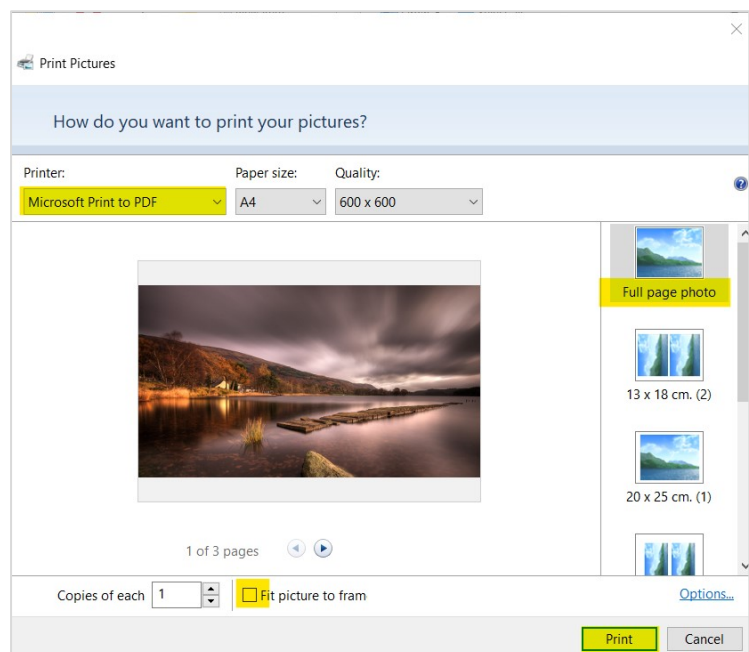 Print Pictures
How do you want to print your pictures?
Printer:
Paper size:
Quality:
Microsoft Print to PDF
A4
600 x 600
Full page photo
13 x 18 cm. (2)
20 x 25 cm. (1)
1 of 3 pages
Copies of each
1
Fit picture to fram
Options...
Print
Cancel